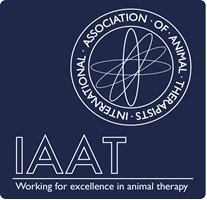 INTERNATIONAL · ASSOCIATION · OF · ANIMAL · THERAPISTS ·
IAAT
Working for excellence in animal therapy